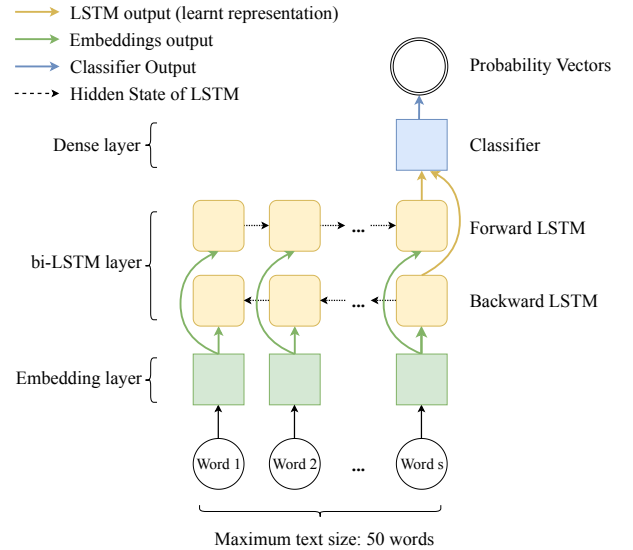 LSTM output (learnt representation)
Embeddings output
Classifier Output
Hidden State of LSTM
Probability Vectors
Dense layer
Classifier
Forward LSTM
...
bi-LSTM layer
Backward LSTM
...
Embedding layer
Word 1
Word 2
...
Word s
Maximum text size: 50 words